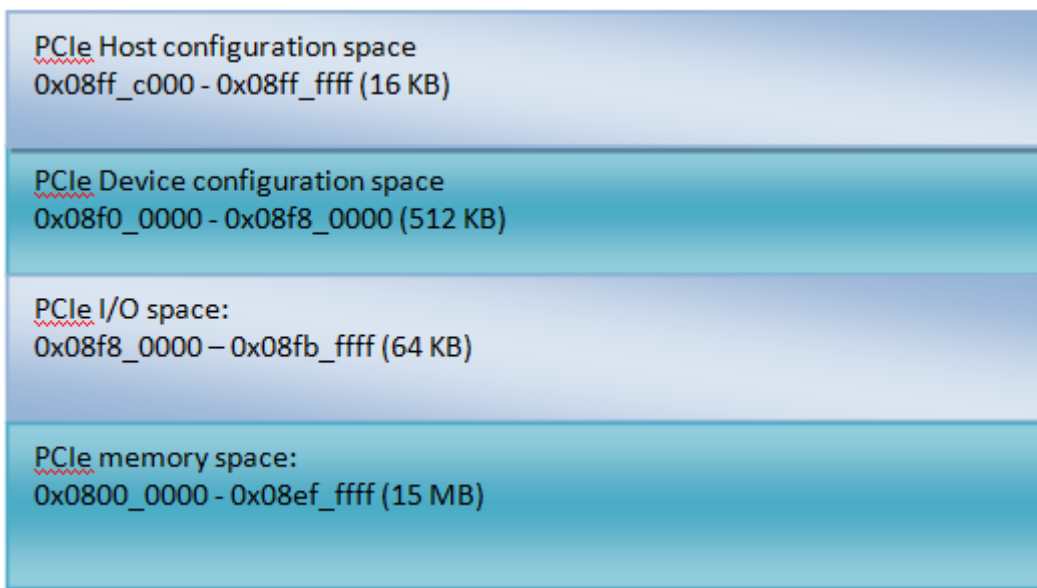 PCIe Host configuration space
0x08ff_c000 - 0x08ff_ffff (16 KB)
PCIe Device configuration space
0x08f0_0000 - 0x08f8_0000 (512 KB)
PCIe I/O space:
0x08f8_0000 – 0x08fb_ffff (64 KB)
PCIe memory space:
0x0800_0000 - 0x08ef_ffff (15 MB)